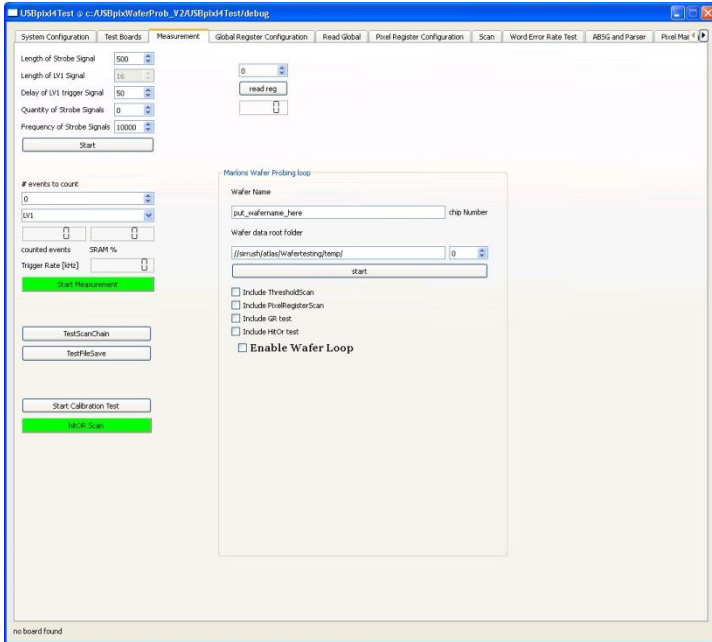 USBpixI4Test @ c:/USBpixWaferProb_V2/USBpixI4Test/debug
System Configuration Test Boards Measurement Global Register Configuration Read Global Pixel Register Configuration Scan Word Error Rate Test ABSG and Parser
Length of Strobe Signal 500
Length of LV1 Signal 16
Delay of LV1 trigger Signal 50
Quantity of Strobe Signals 0
Frequency of Strobe Signals 10000
Start
0
read reg
0
# events to count
0
LV1
0 0
counted events SRAM %
Trigger Rate [kHz] 0
Start Measurement
TestScanChain
TestFileSave
Start Calibration Test
hitOR Scan
Marlons Wafer Probing loop
Wafer Name
put_wafername_here chip Number
Wafer data root folder
//sirrush/atlas/Wafertesting/temp/ 0
start
Include ThresholdScan
Include PixelRegisterScan
Include GR test
Include HitOr test
Enable Wafer Loop
no board found